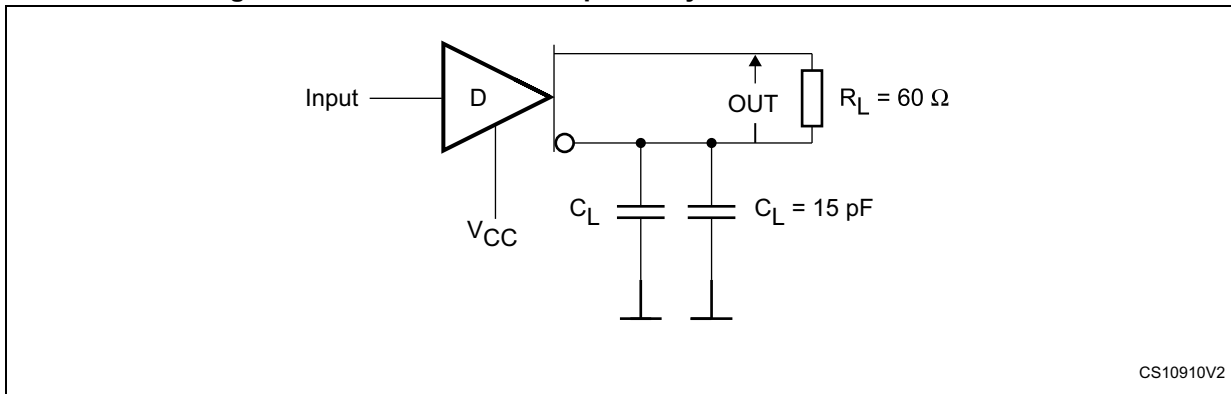 Input
D
OUT
R_L = 60 Ω
C_L
C_L = 15 pF
V_CC
CS10910V2